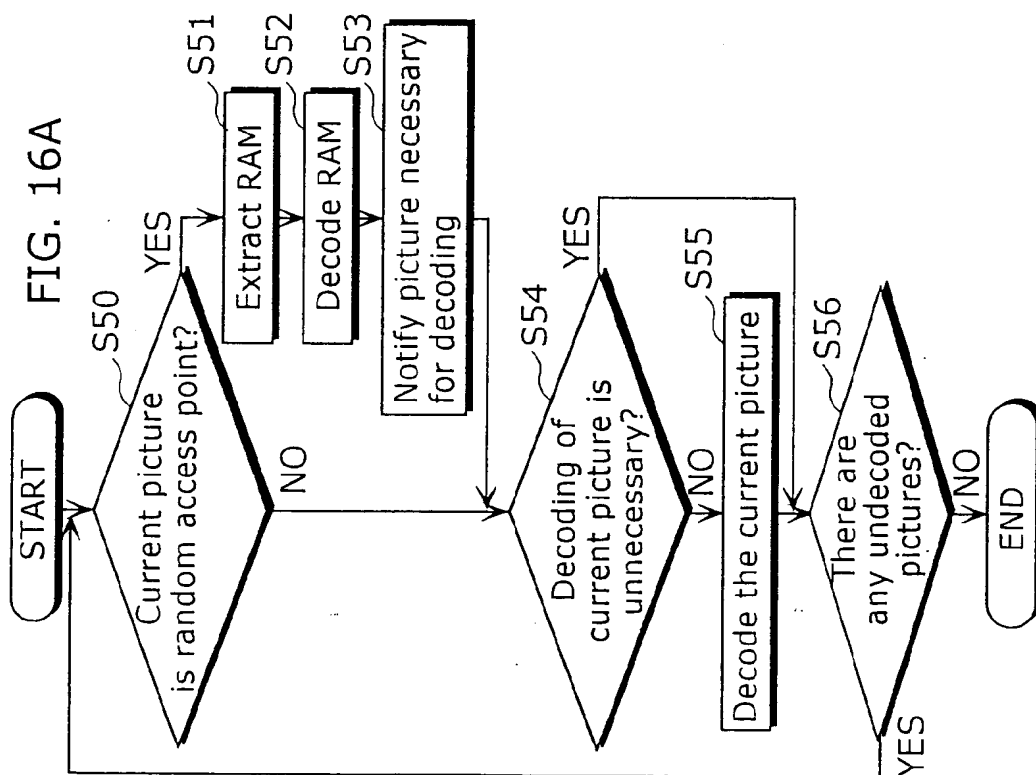 FIG. 16A
START
S50
Current picture
is random access point?
YES
NO
S51
Extract RAM
S52
Decode RAM
S53
Notify picture necessary
for decoding
S54
Decoding of
current picture is
unnecessary?
YES
NO
S55
Decode the current picture
S56
There are
any undecoded
pictures?
YES
NO
END